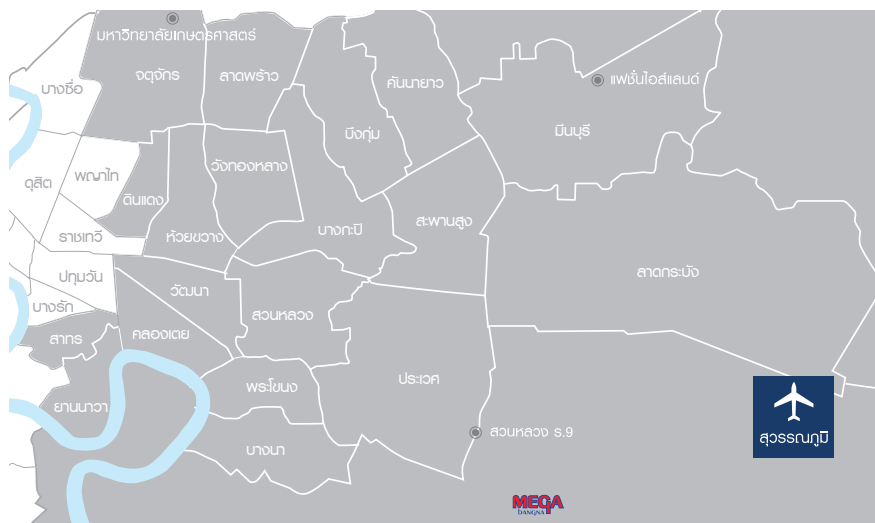 มหาวิทยาลัยเกษตรศาสตร์
จตุจักร
ลาดพร้าว
คันนายาว
แฟชั่นไอส์แลนด์
บางซื่อ
บึงกุ่ม
มีนบุรี
วังทองหลาง
พญาไท
ดุสิต
ดินแดง
สะพานสูง
บางกะปิ
ราชเทวี
ห้วยขวาง
ลาดกระบัง
ปทุมวัน
วัฒนา
บางรัก
สวนหลวง
คลองเตย
สาทร
ประเวศ
พระโขนง
ยานนาวา
สวนหลวง ร.9
สุวรรณภูมิ
บางนา
MEGA
BANGNA